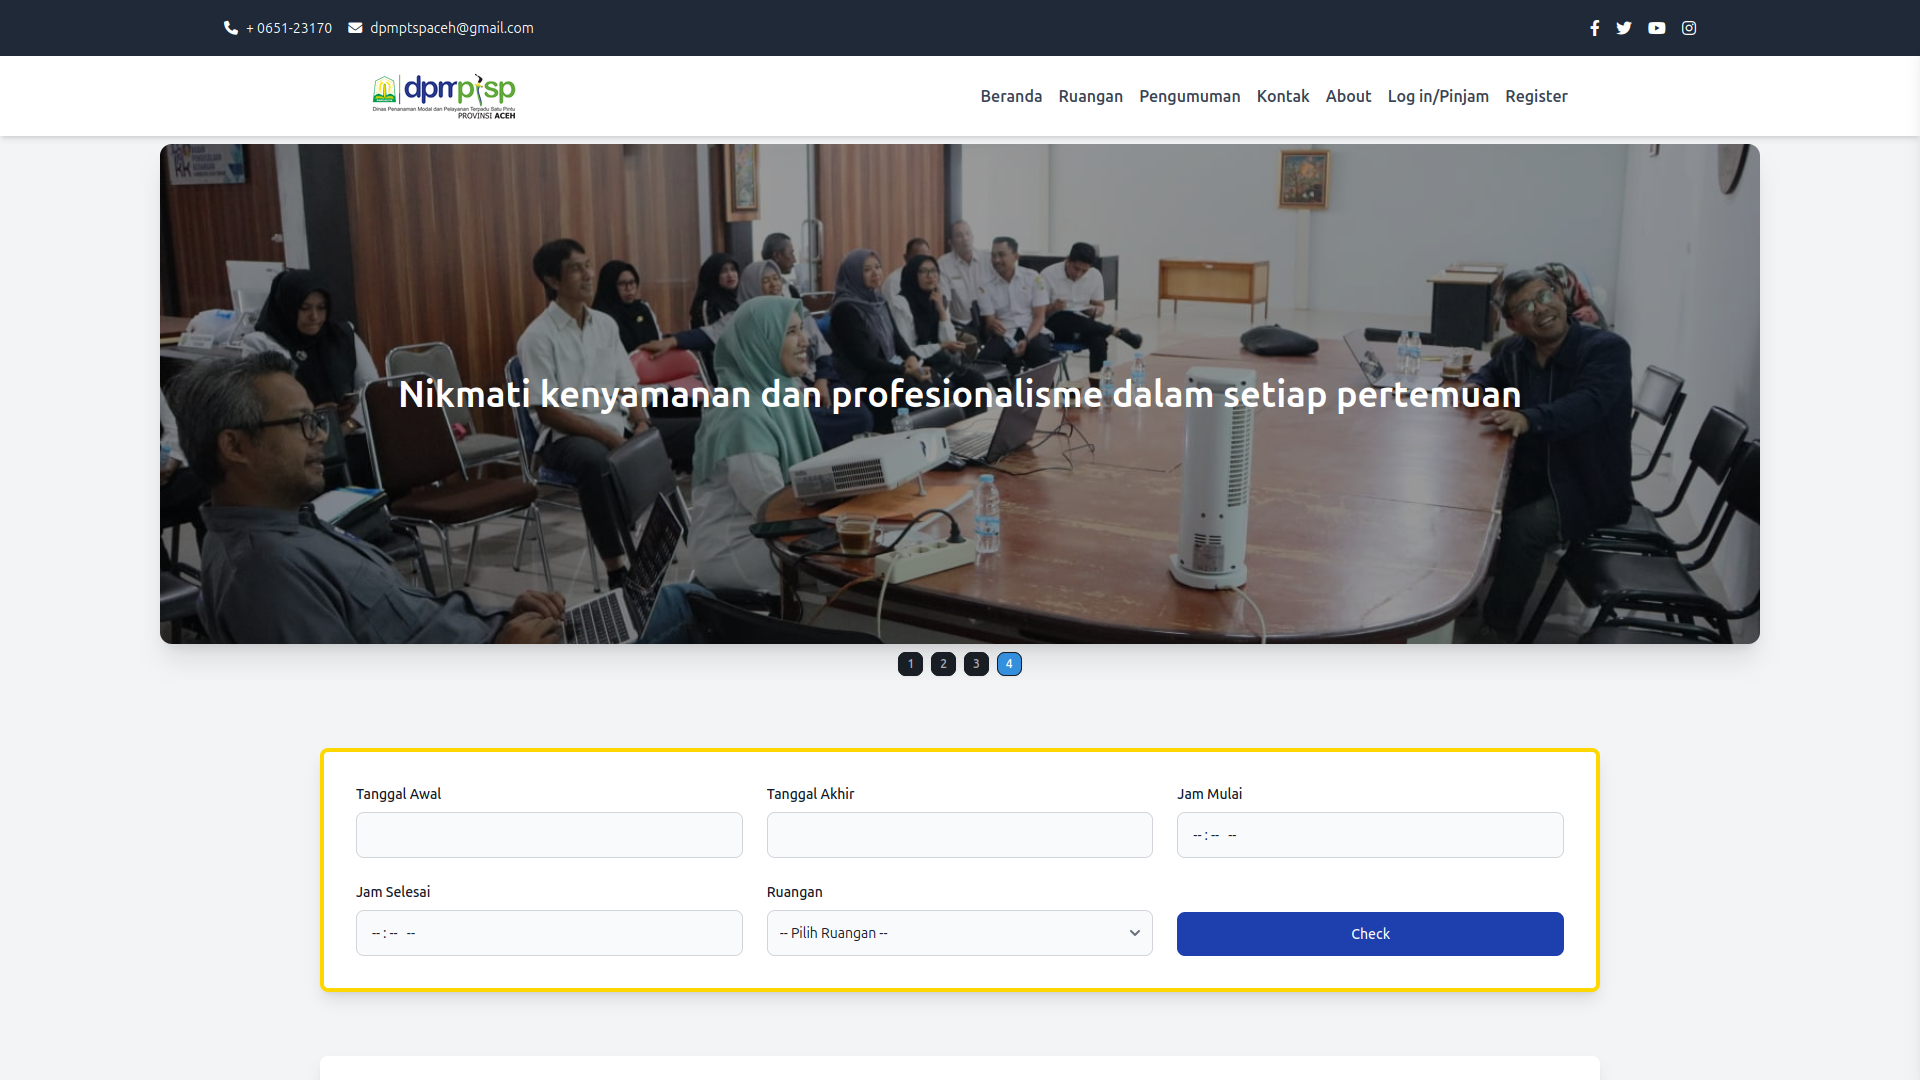 + 0651-23170 dpmptspaceh@gmail.com
dpmptsp
Dinas Penanaman Modal dan Pelayanan Terpadu Satu Pintu
PROVINSI ACEH
Beranda Ruangan Pengumuman Kontak About Log in/Pinjam Register
Nikmati kenyamanan dan profesionalisme dalam setiap pertemuan
1 2 3 4
Tanggal Awal Tanggal Akhir Jam Mulai
-- : -- --
Jam Selesai Ruangan
-- : -- -- -- Pilih Ruangan -- Check